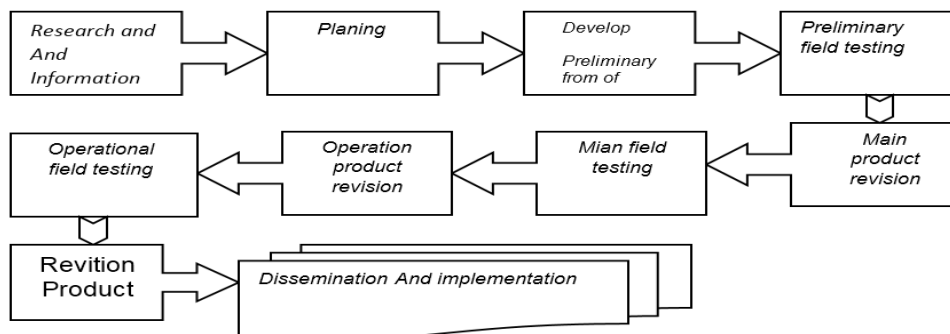 Research and
And
Information
Planing
Develop
Preliminary
from of
Preliminary
field testing
Main
product
revision
Mian field
testing
Operation
product
revision
Operational
field testing
Revition
Product
Dissemination And implementation